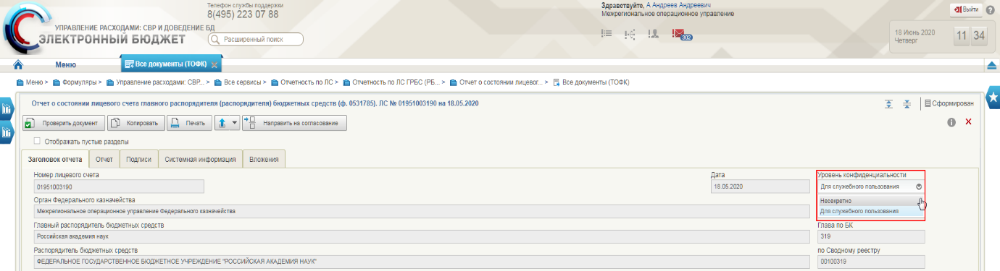 Телефон службы поддержки
8(495) 223 07 88
Здравствуйте, А Андреев Андреевич
Межрегиональное операционное управление
Выйти
УПРАВЛЕНИЕ РАСХОДАМИ: СВР И ДОВЕДЕНИЕ БД
ЭЛЕКТРОННЫЙ БЮДЖЕТ
Расширенный поиск
302
18 Июнь 2020
Четверг
11 34
Меню
Все документы (ТОФК)
Меню > Формуляры > Управление расходами: СВР... > Все сервисы > Отчетность по ЛС > Отчетность по ЛС ГРБС (РБ... > Отчет о состоянии лицевог... > Все документы (ТОФК)
Отчет о состоянии лицевого счета главного распорядителя (распорядителя) бюджетных средств (ф. 0531785). ЛС № 01951003190 на 18.05.2020
Сформирован
Проверить документ Копировать Печать Направить на согласование
Отображать пустые разделы
Заголовок отчета Отчет Подписи Системная информация Вложения
Номер лицевого счета Дата Уровень конфиденциальности
01951003190 18.05.2020 Для служебного пользования
Орган Федерального казначейства Несекретно
Межрегиональное операционное управление Федерального казначейства Для служебного пользования
Главный распорядитель бюджетных средств Глава по БК
Российская академия наук 319
Распорядитель бюджетных средств по Сводному реестру
ФЕДЕРАЛЬНОЕ ГОСУДАРСТВЕННОЕ БЮДЖЕТНОЕ УЧРЕЖДЕНИЕ "РОССИЙСКАЯ АКАДЕМИЯ НАУК" 00100319